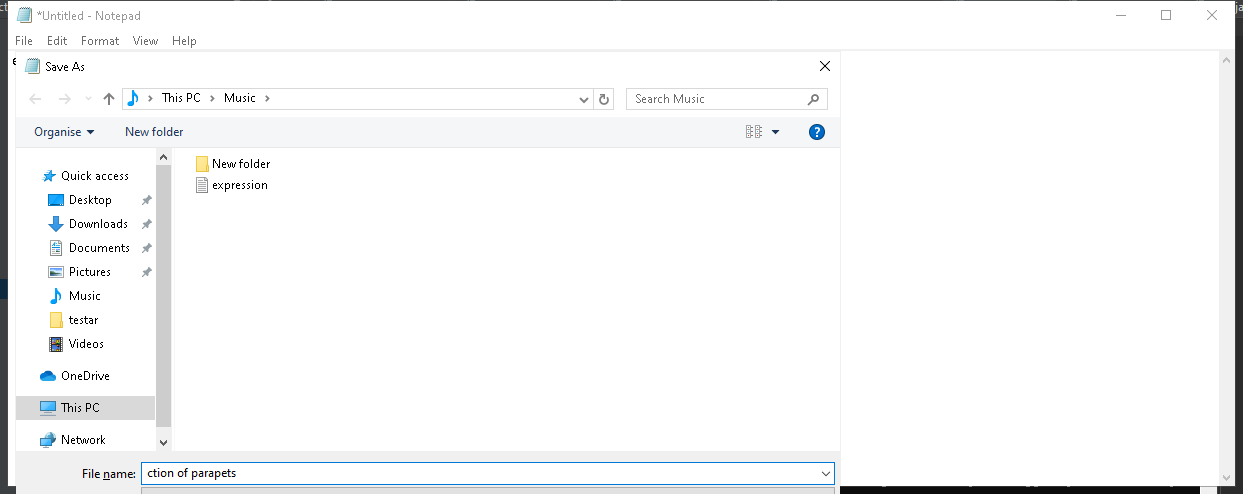 *Untitled - Notepad
File Edit Format View Help
Save As
This PC Music
Search Music
Organise New folder
Quick access
Desktop
Downloads
Documents
Pictures
Music
testar
Videos
OneDrive
This PC
Network
New folder
expression
File name: ction of parapets